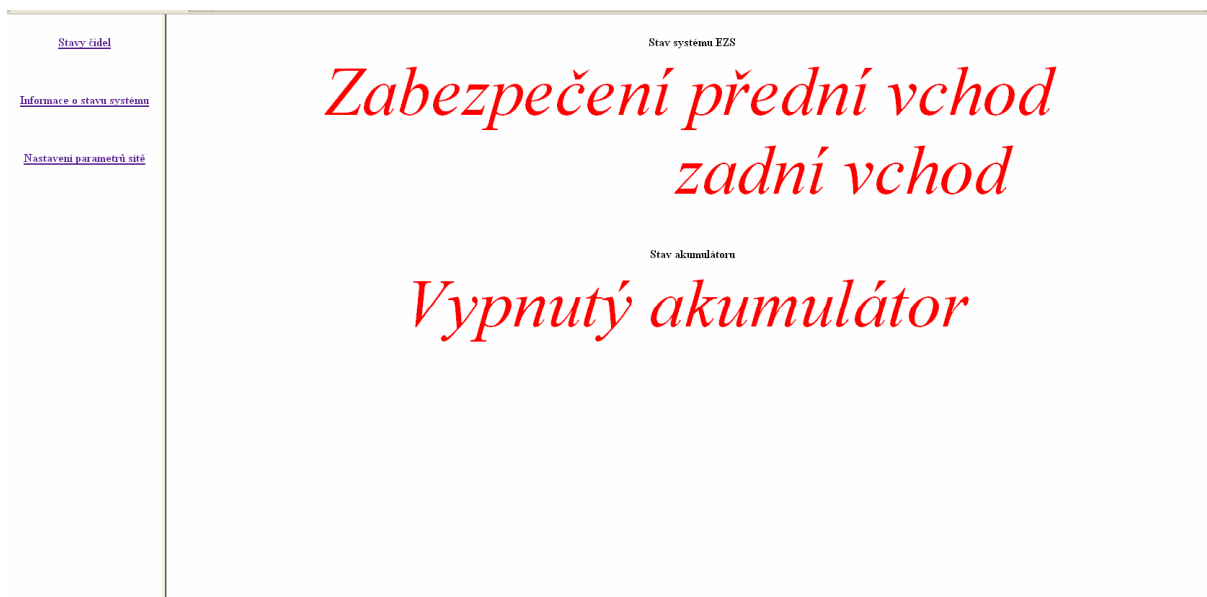 Stavy čidel
Informace o stavu systému
Nastavení parametrů sítě
Stav systému EZS
Zabezpečení přední vchod
zadní vchod
Stav akumulátoru
Vypnutý akumulátor